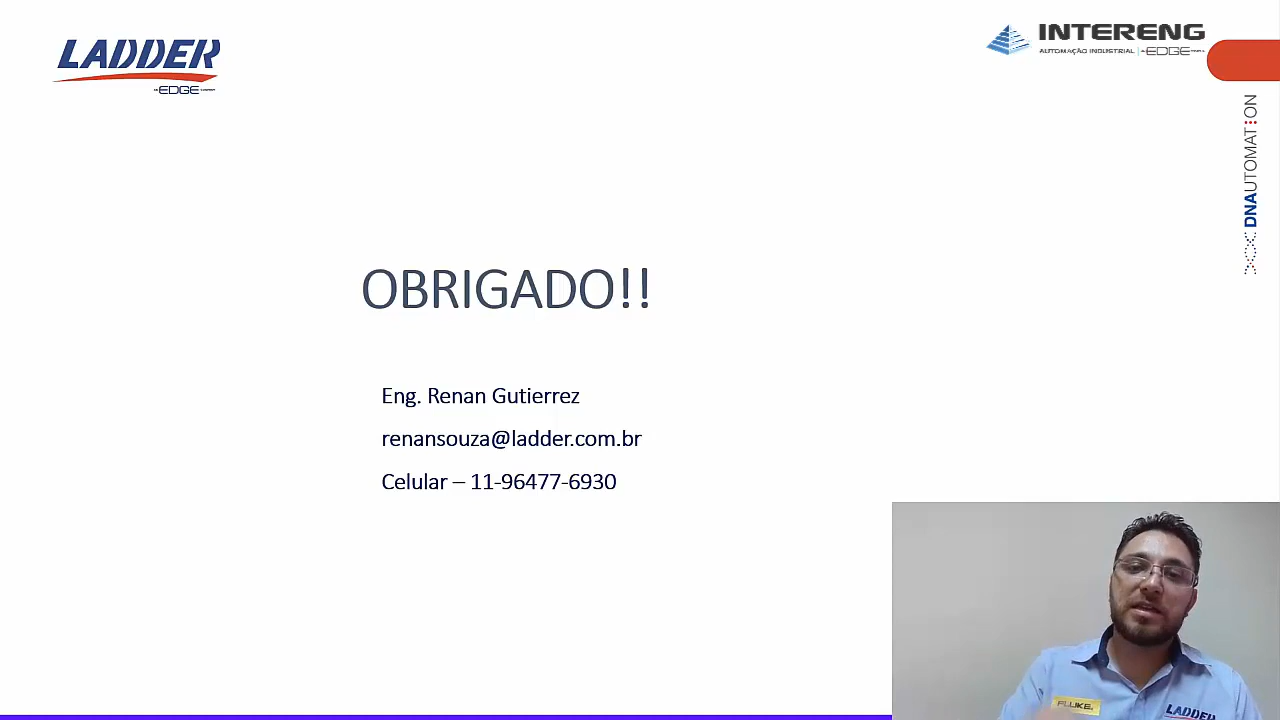 LADDER
EDGE
INTERENG
AUTOMAÇÃO INDUSTRIAL | EDGE
DNAUTOMATION
OBRIGADO!!
Eng. Renan Gutierrez
renansouza@ladder.com.br
Celular – 11-96477-6930
FLUKE.
LADDER